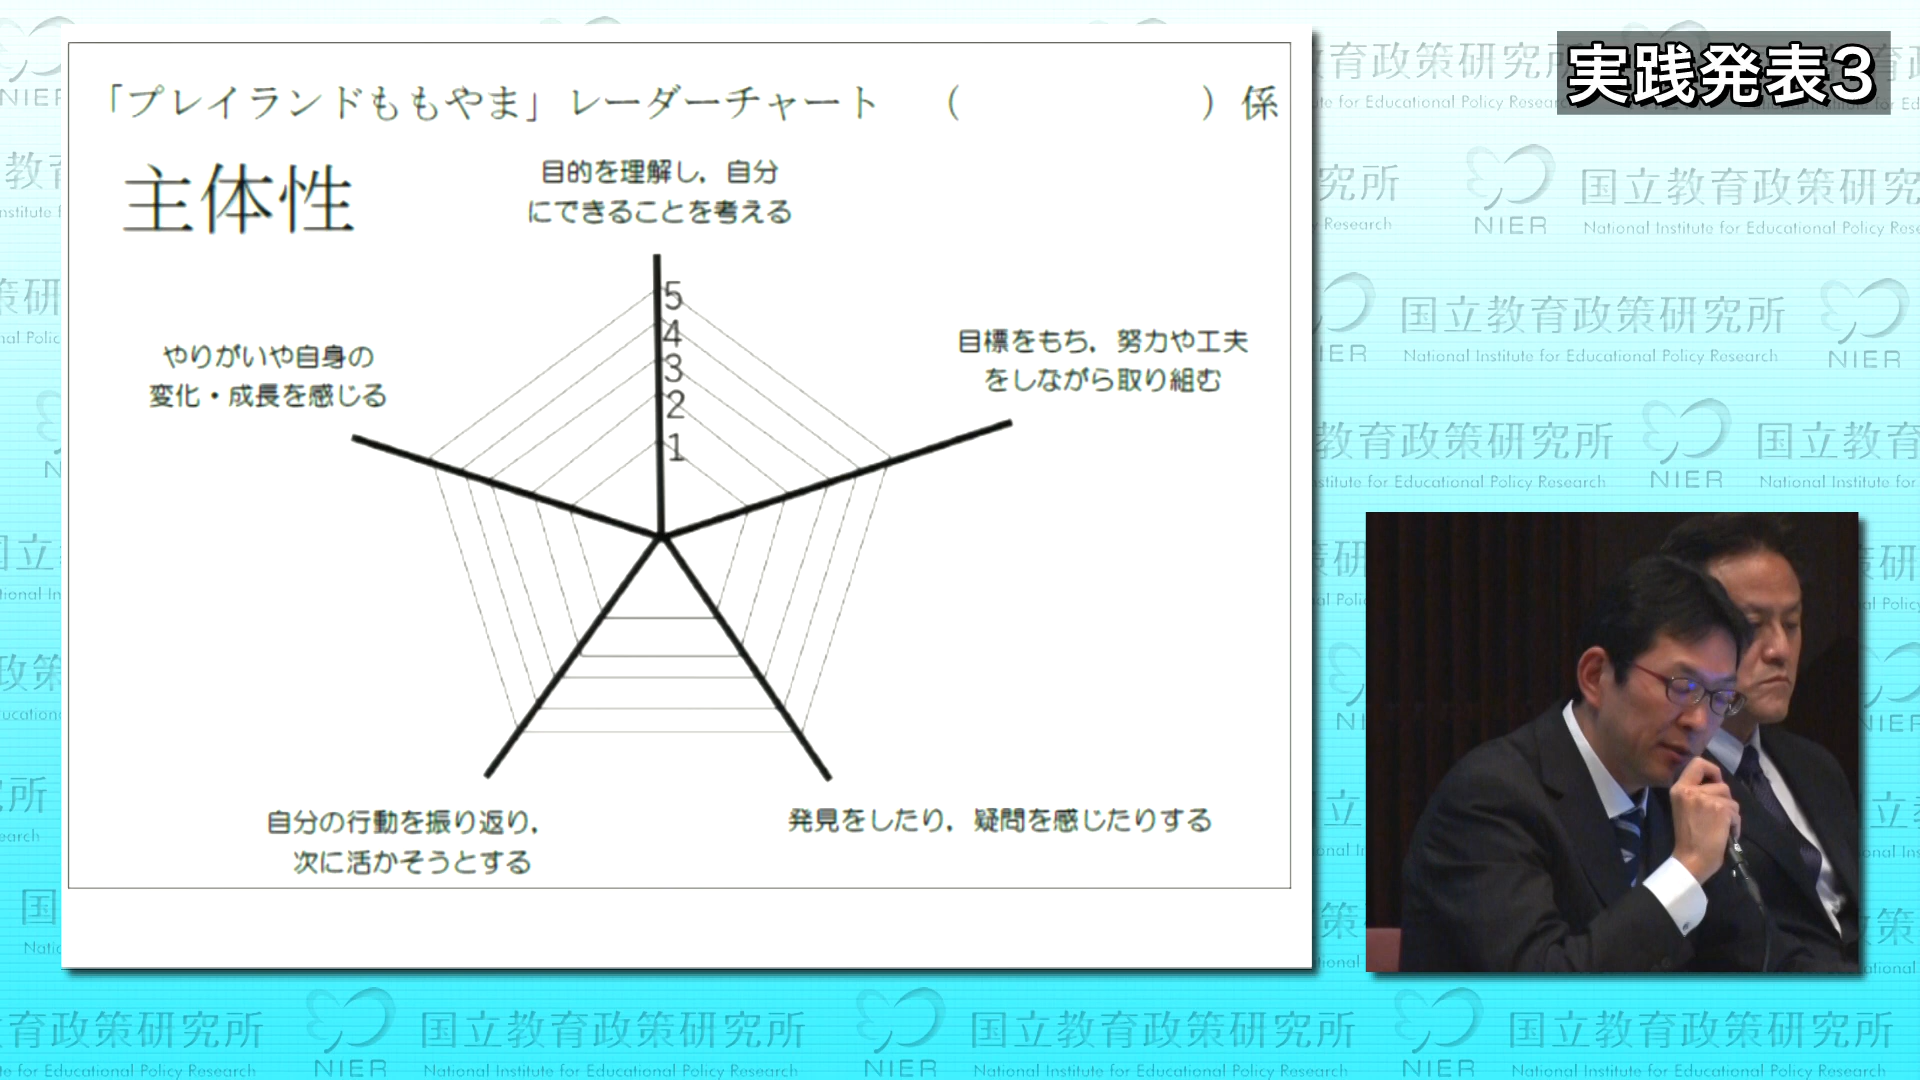 実践発表3
「プレイランドももやま」レーダーチャート （　　　　　　）係
主体性
目的を理解し，自分
にできることを考える
5
4
3
2
1
目標をもち，努力や工夫
をしながら取り組む
やりがいや自身の
変化・成長を感じる
自分の行動を振り返り，
次に活かそうとする
発見をしたり，疑問を感じたりする
国立教育政策研究所
NIER
National Institute for Educational Policy Research